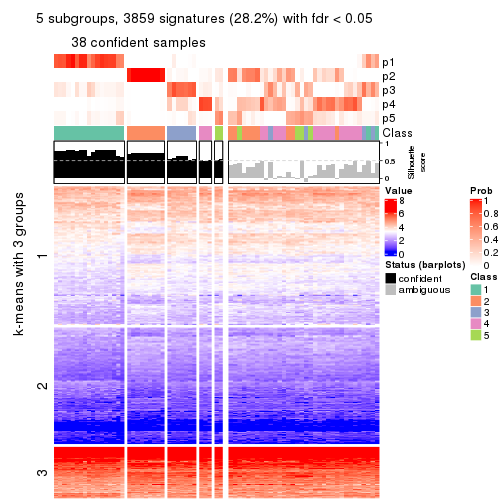 5 subgroups, 3859 signatures (28.2%) with fdr < 0.05
38 confident samples
p1
p2
p3
p4
p5
Class
1
0.5
0
Silhouette
score
k-means with 3 groups
1
2
3
Value
8
6
4
2
0
Status (barplots)
confident
ambiguous
Prob
1
0.8
0.6
0.4
0.2
0
Class
1
2
3
4
5